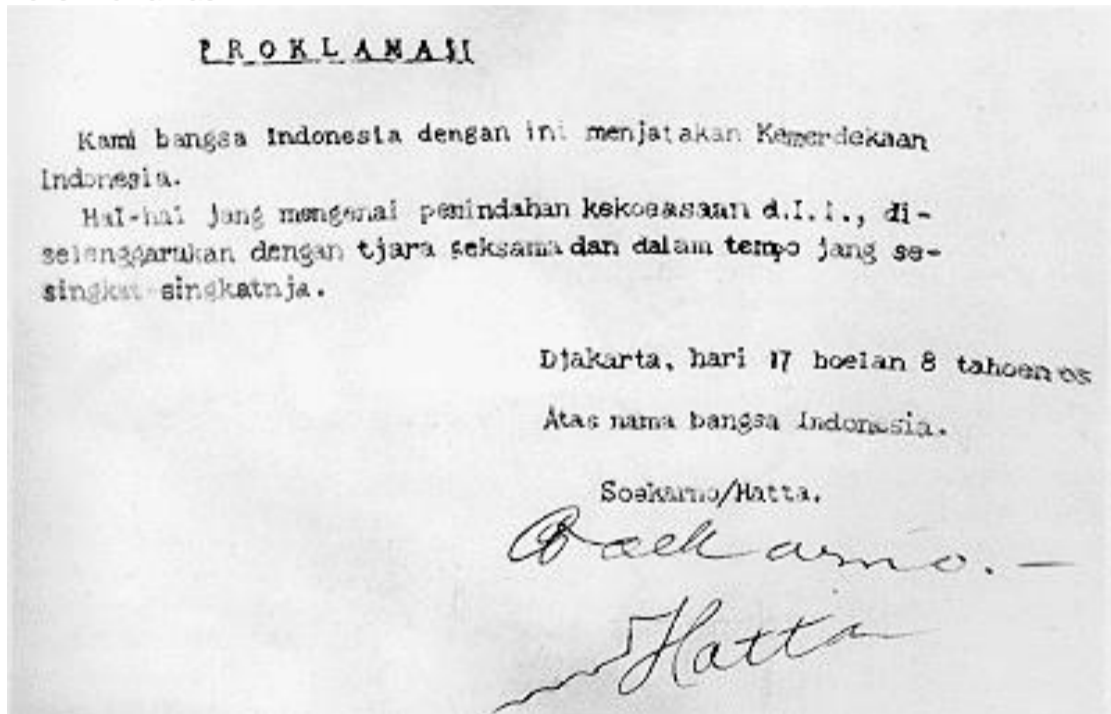 PROKLAMASI
Kami bangsa Indonesia dengan ini menjatakan Kemerdekaan
Indonesia.
Hal-hal jang mengenai pemindahan kekoeasaan d.l.l., di-
selenggarakan dengan tjara seksama dan dalam tempo jang se-
singkat-singkatnja.
Djakarta, hari 17 boelan 8 tahoen 05
Atas nama bangsa Indonesia.
Soekarno/Hatta.
Soekarno.—
Hatta